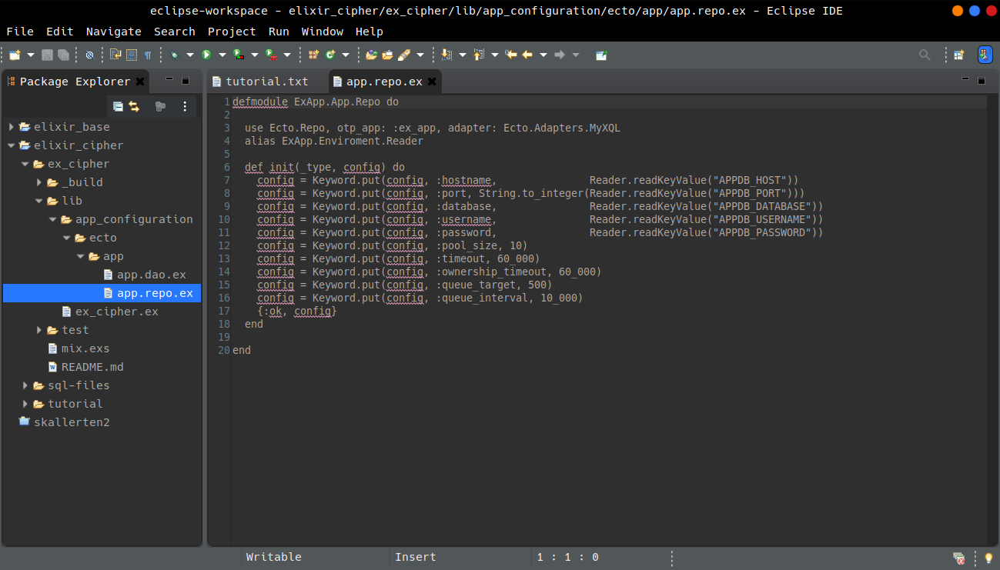 eclipse-workspace - elixir_cipher/ex_cipher/lib/app_configuration/ecto/app/app.repo.ex - Eclipse IDE
File Edit Navigate Search Project Run Window Help
Package Explorer
tutorial.txt app.repo.ex
elixir_base
elixir_cipher
ex_cipher
_build
lib
app_configuration
ecto
app
app.dao.ex
app.repo.ex
ex_cipher.ex
test
mix.exs
README.md
sql-files
tutorial
skallerten2
1 defmodule ExApp.App.Repo do
2
3   use Ecto.Repo, otp_app: :ex_app, adapter: Ecto.Adapters.MyXQL
4   alias ExApp.Enviroment.Reader
5
6   def init(_type, config) do
7     config = Keyword.put(config, :hostname,               Reader.readKeyValue("APPDB_HOST"))
8     config = Keyword.put(config, :port, String.to_integer(Reader.readKeyValue("APPDB_PORT")))
9     config = Keyword.put(config, :database,               Reader.readKeyValue("APPDB_DATABASE"))
10     config = Keyword.put(config, :username,               Reader.readKeyValue("APPDB_USERNAME"))
11     config = Keyword.put(config, :password,               Reader.readKeyValue("APPDB_PASSWORD"))
12     config = Keyword.put(config, :pool_size, 10)
13     config = Keyword.put(config, :timeout, 60_000)
14     config = Keyword.put(config, :ownership_timeout, 60_000)
15     config = Keyword.put(config, :queue_target, 500)
16     config = Keyword.put(config, :queue_interval, 10_000)
17     {:ok, config}
18   end
19
20 end
Writable Insert 1 : 1 : 0